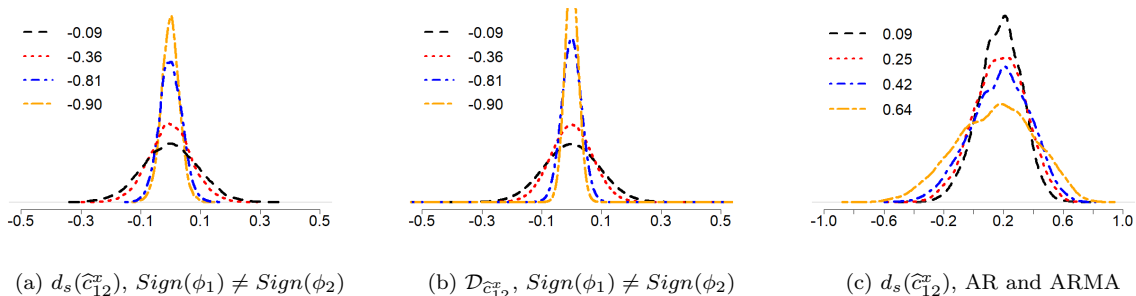 -0.09
-0.36
-0.81
-0.90
-0.5 -0.3 -0.1 0.1 0.3 0.5
(a) d_s(ĉ^x_12), Sign(ϕ_1) ≠ Sign(ϕ_2)
-0.09
-0.36
-0.81
-0.90
-0.5 -0.3 -0.1 0.1 0.3 0.5
(b) 𝒟_ĉ^x_12, Sign(ϕ_1) ≠ Sign(ϕ_2)
0.09
0.25
0.42
0.64
-1.0 -0.6 -0.2 0.2 0.6 1.0
(c) d_s(ĉ^x_12), AR and ARMA